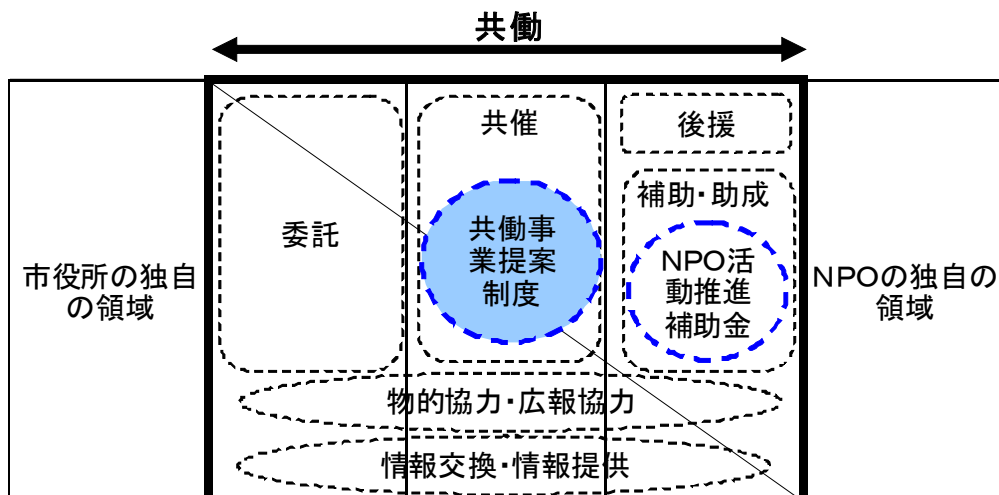 共働
市役所の独自
の領域
委託
共催
共働事
業提案
制度
後援
補助・助成
NPO活
動推進
補助金
NPOの独自の
領域
物的協力・広報協力
情報交換・情報提供